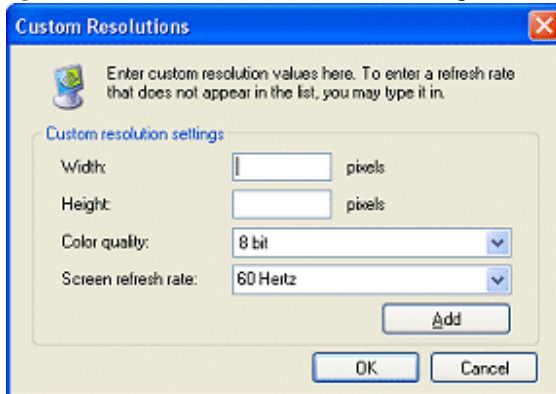 Custom Resolutions
Enter custom resolution values here. To enter a refresh rate
that does not appear in the list, you may type it in.
Custom resolution settings
Width: pixels
Height: pixels
Color quality: 8 bit
Screen refresh rate: 60 Hertz
Add
OK Cancel